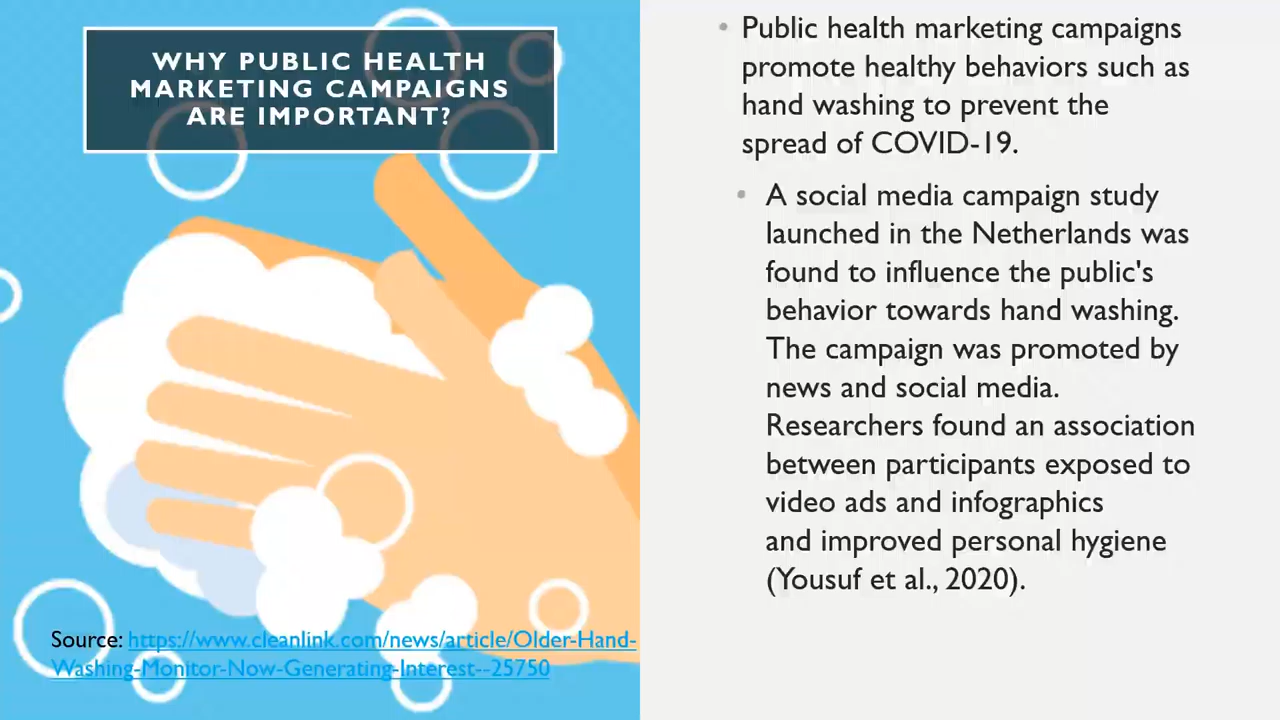 WHY PUBLIC HEALTH
MARKETING CAMPAIGNS
ARE IMPORTANT?
Source: https://www.cleanlink.com/news/article/Older-Hand-
Washing-Monitor-Now-Generating-Interest--25750
• Public health marketing campaigns
promote healthy behaviors such as
hand washing to prevent the
spread of COVID-19.
• A social media campaign study
launched in the Netherlands was
found to influence the public's
behavior towards hand washing.
The campaign was promoted by
news and social media.
Researchers found an association
between participants exposed to
video ads and infographics
and improved personal hygiene
(Yousuf et al., 2020).